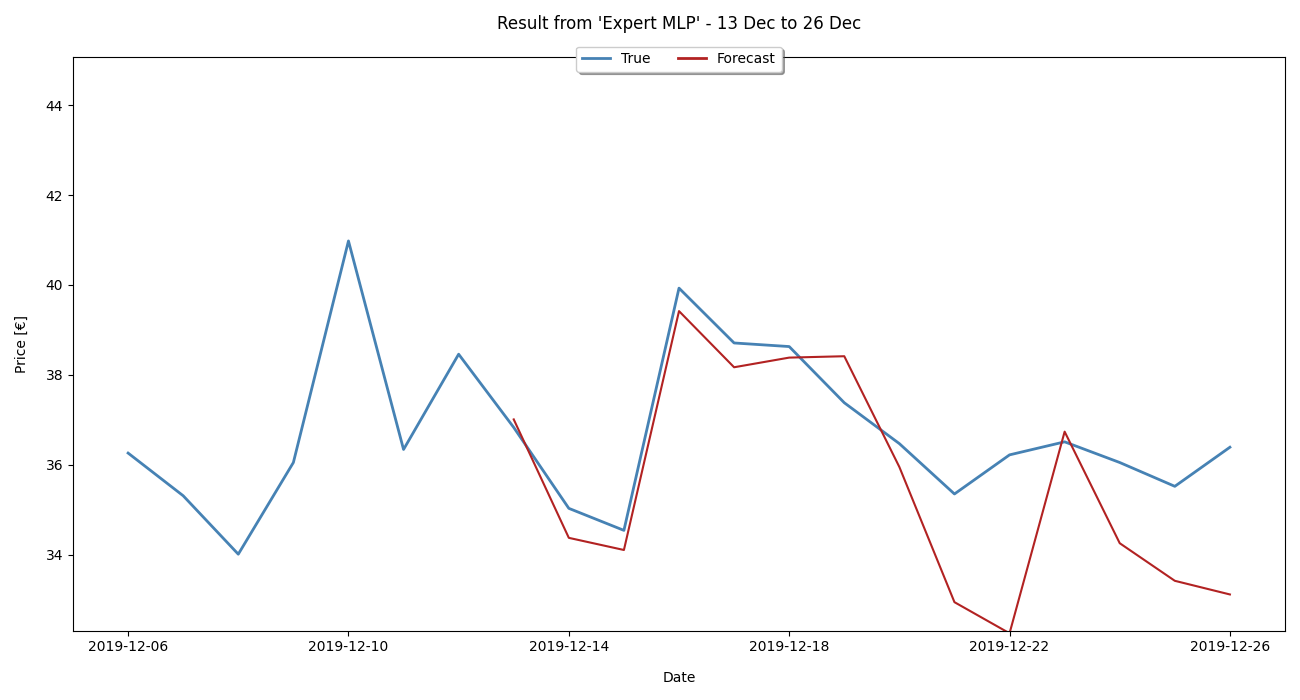 Result from 'Expert MLP' - 13 Dec to 26 Dec
True Forecast
44
42
40
38
36
34
Price [€]
2019-12-06 2019-12-10 2019-12-14 2019-12-18 2019-12-22 2019-12-26
Date